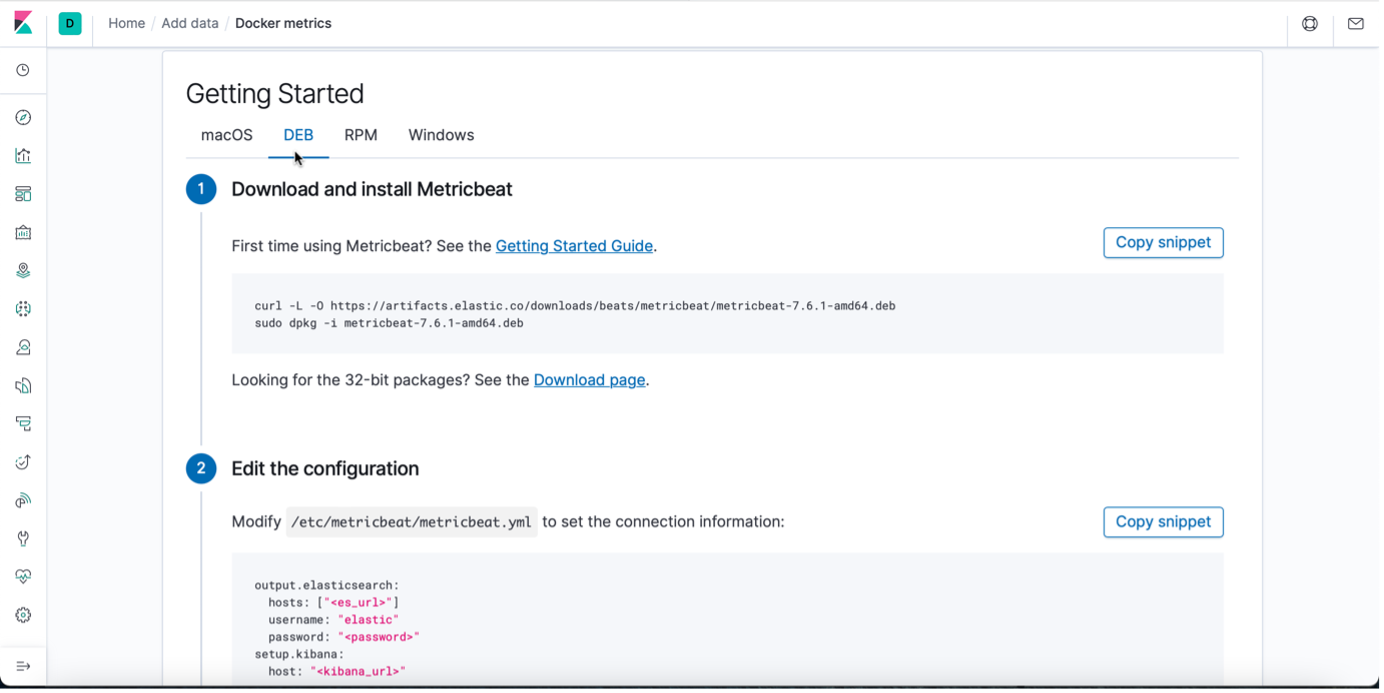 D
Home / Add data / Docker metrics
Getting Started
macOS DEB RPM Windows
1 Download and install Metricbeat
First time using Metricbeat? See the Getting Started Guide.
Copy snippet
curl -L -O https://artifacts.elastic.co/downloads/beats/metricbeat/metricbeat-7.6.1-amd64.deb
sudo dpkg -i metricbeat-7.6.1-amd64.deb
Looking for the 32-bit packages? See the Download page.
2 Edit the configuration
Modify /etc/metricbeat/metricbeat.yml to set the connection information:
Copy snippet
output.elasticsearch:
  hosts: ["<es_url>"]
  username: "elastic"
  password: "<password>"
setup.kibana:
  host: "<kibana_url>"